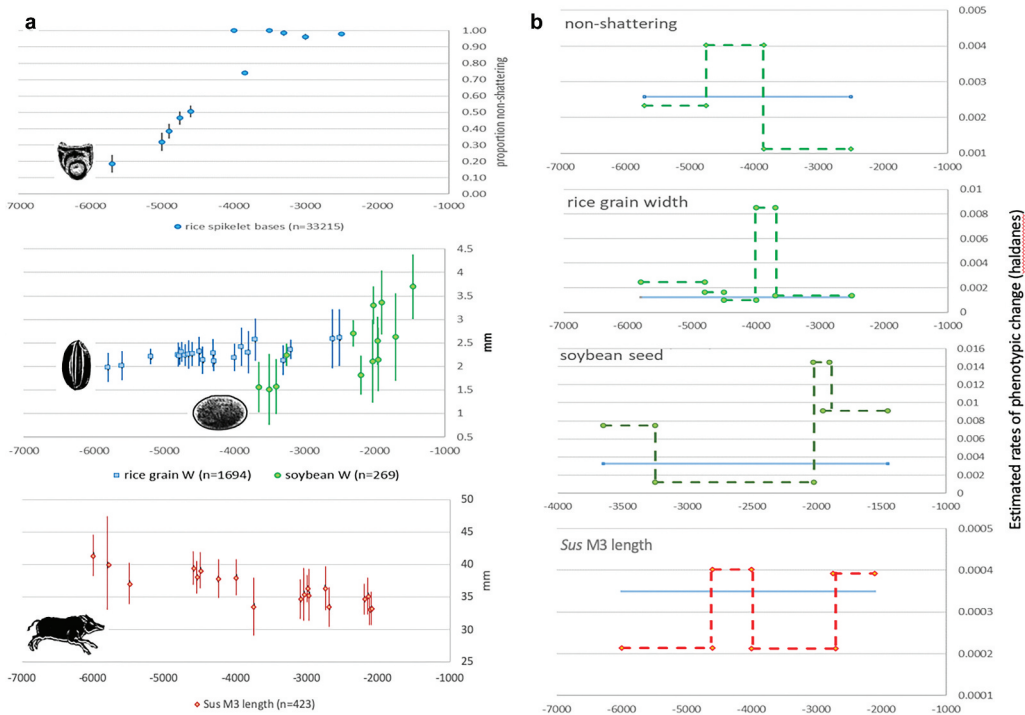 a
1.00
0.90
0.80
0.70
0.60
0.50
0.40
0.30
0.20
0.10
0.00
proportion non-shattering
-7000 -6000 -5000 -4000 -3000 -2000 -1000
rice spikelet bases (n=33215)
4.5
4
3.5
3
2.5
2
1.5
1
0.5
mm
-7000 -6000 -5000 -4000 -3000 -2000 -1000
rice grain W (n=1694) soybean W (n=269)
50
45
40
35
30
25
mm
-7000 -6000 -5000 -4000 -3000 -2000 -1000
Sus M3 length (n=423)
b
non-shattering
0.005
0.004
0.003
0.002
0.001
-7000 -6000 -5000 -4000 -3000 -2000 -1000
rice grain width
0.01
0.008
0.006
0.004
0.002
0
-7000 -6000 -5000 -4000 -3000 -2000 -1000
soybean seed
0.016
0.014
0.012
0.01
0.008
0.006
0.004
0.002
0
-4000 -3500 -3000 -2500 -2000 -1500 -1000
Sus M3 length
0.0005
0.0004
0.0003
0.0002
0.0001
-7000 -6000 -5000 -4000 -3000 -2000 -1000
Estimated rates of phenotypic change (haldanes)